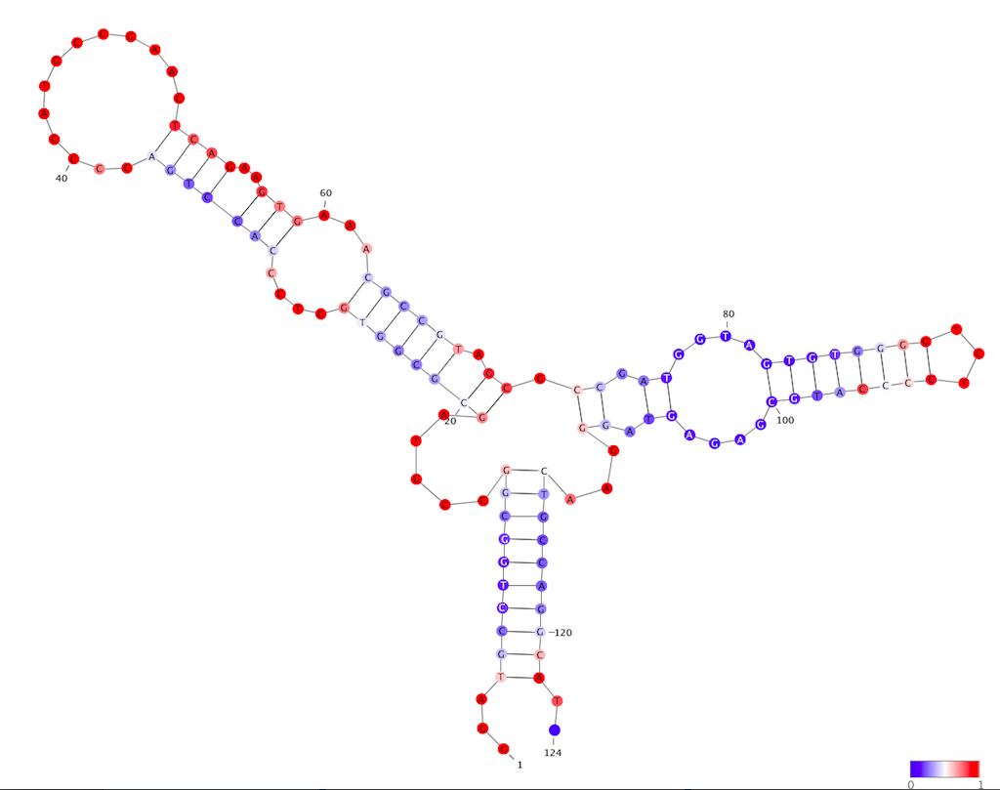 60
40
80
20
100
120
1
124
0 1
T G C C T G G C G G
C G C G G T G G T
C C A C C T G A
A T
A A C T C A C A A G T G A A A C G C C G T A G
C C G A T G G T A G T G T G G G
T C T
C C A T G C G A G A G T A G G
A A C T G C C A G G C A T